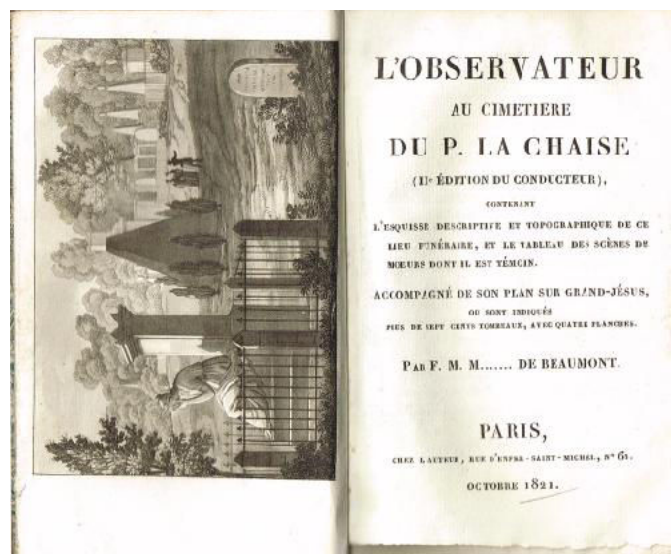 L'OBSERVATEUR
AU CIMETIERE
DU P. LA CHAISE
(IIe ÉDITION DU CONDUCTEUR),
CONTENANT
L'ESQUISSE DESCRIPTIVE ET TOPOGRAPHIQUE DE CE
LIEU FUNÉRAIRE, ET LE TABLEAU DES SCÈNES DE
MŒURS DONT IL EST TÉMOIN.
ACCOMPAGNÉ DE SON PLAN SUR GRAND-JÉSUS,
OU SONT INDIQUÉS
PLUS DE SEPT CENTS TOMBEAUX, AVEC QUATRE PLANCHES.
PAR F. M. M....... DE BEAUMONT.
PARIS,
CHEZ L'AUTEUR, RUE D'ENFER-SAINT-MICHEL, N° 61.
OCTOBRE 1821.